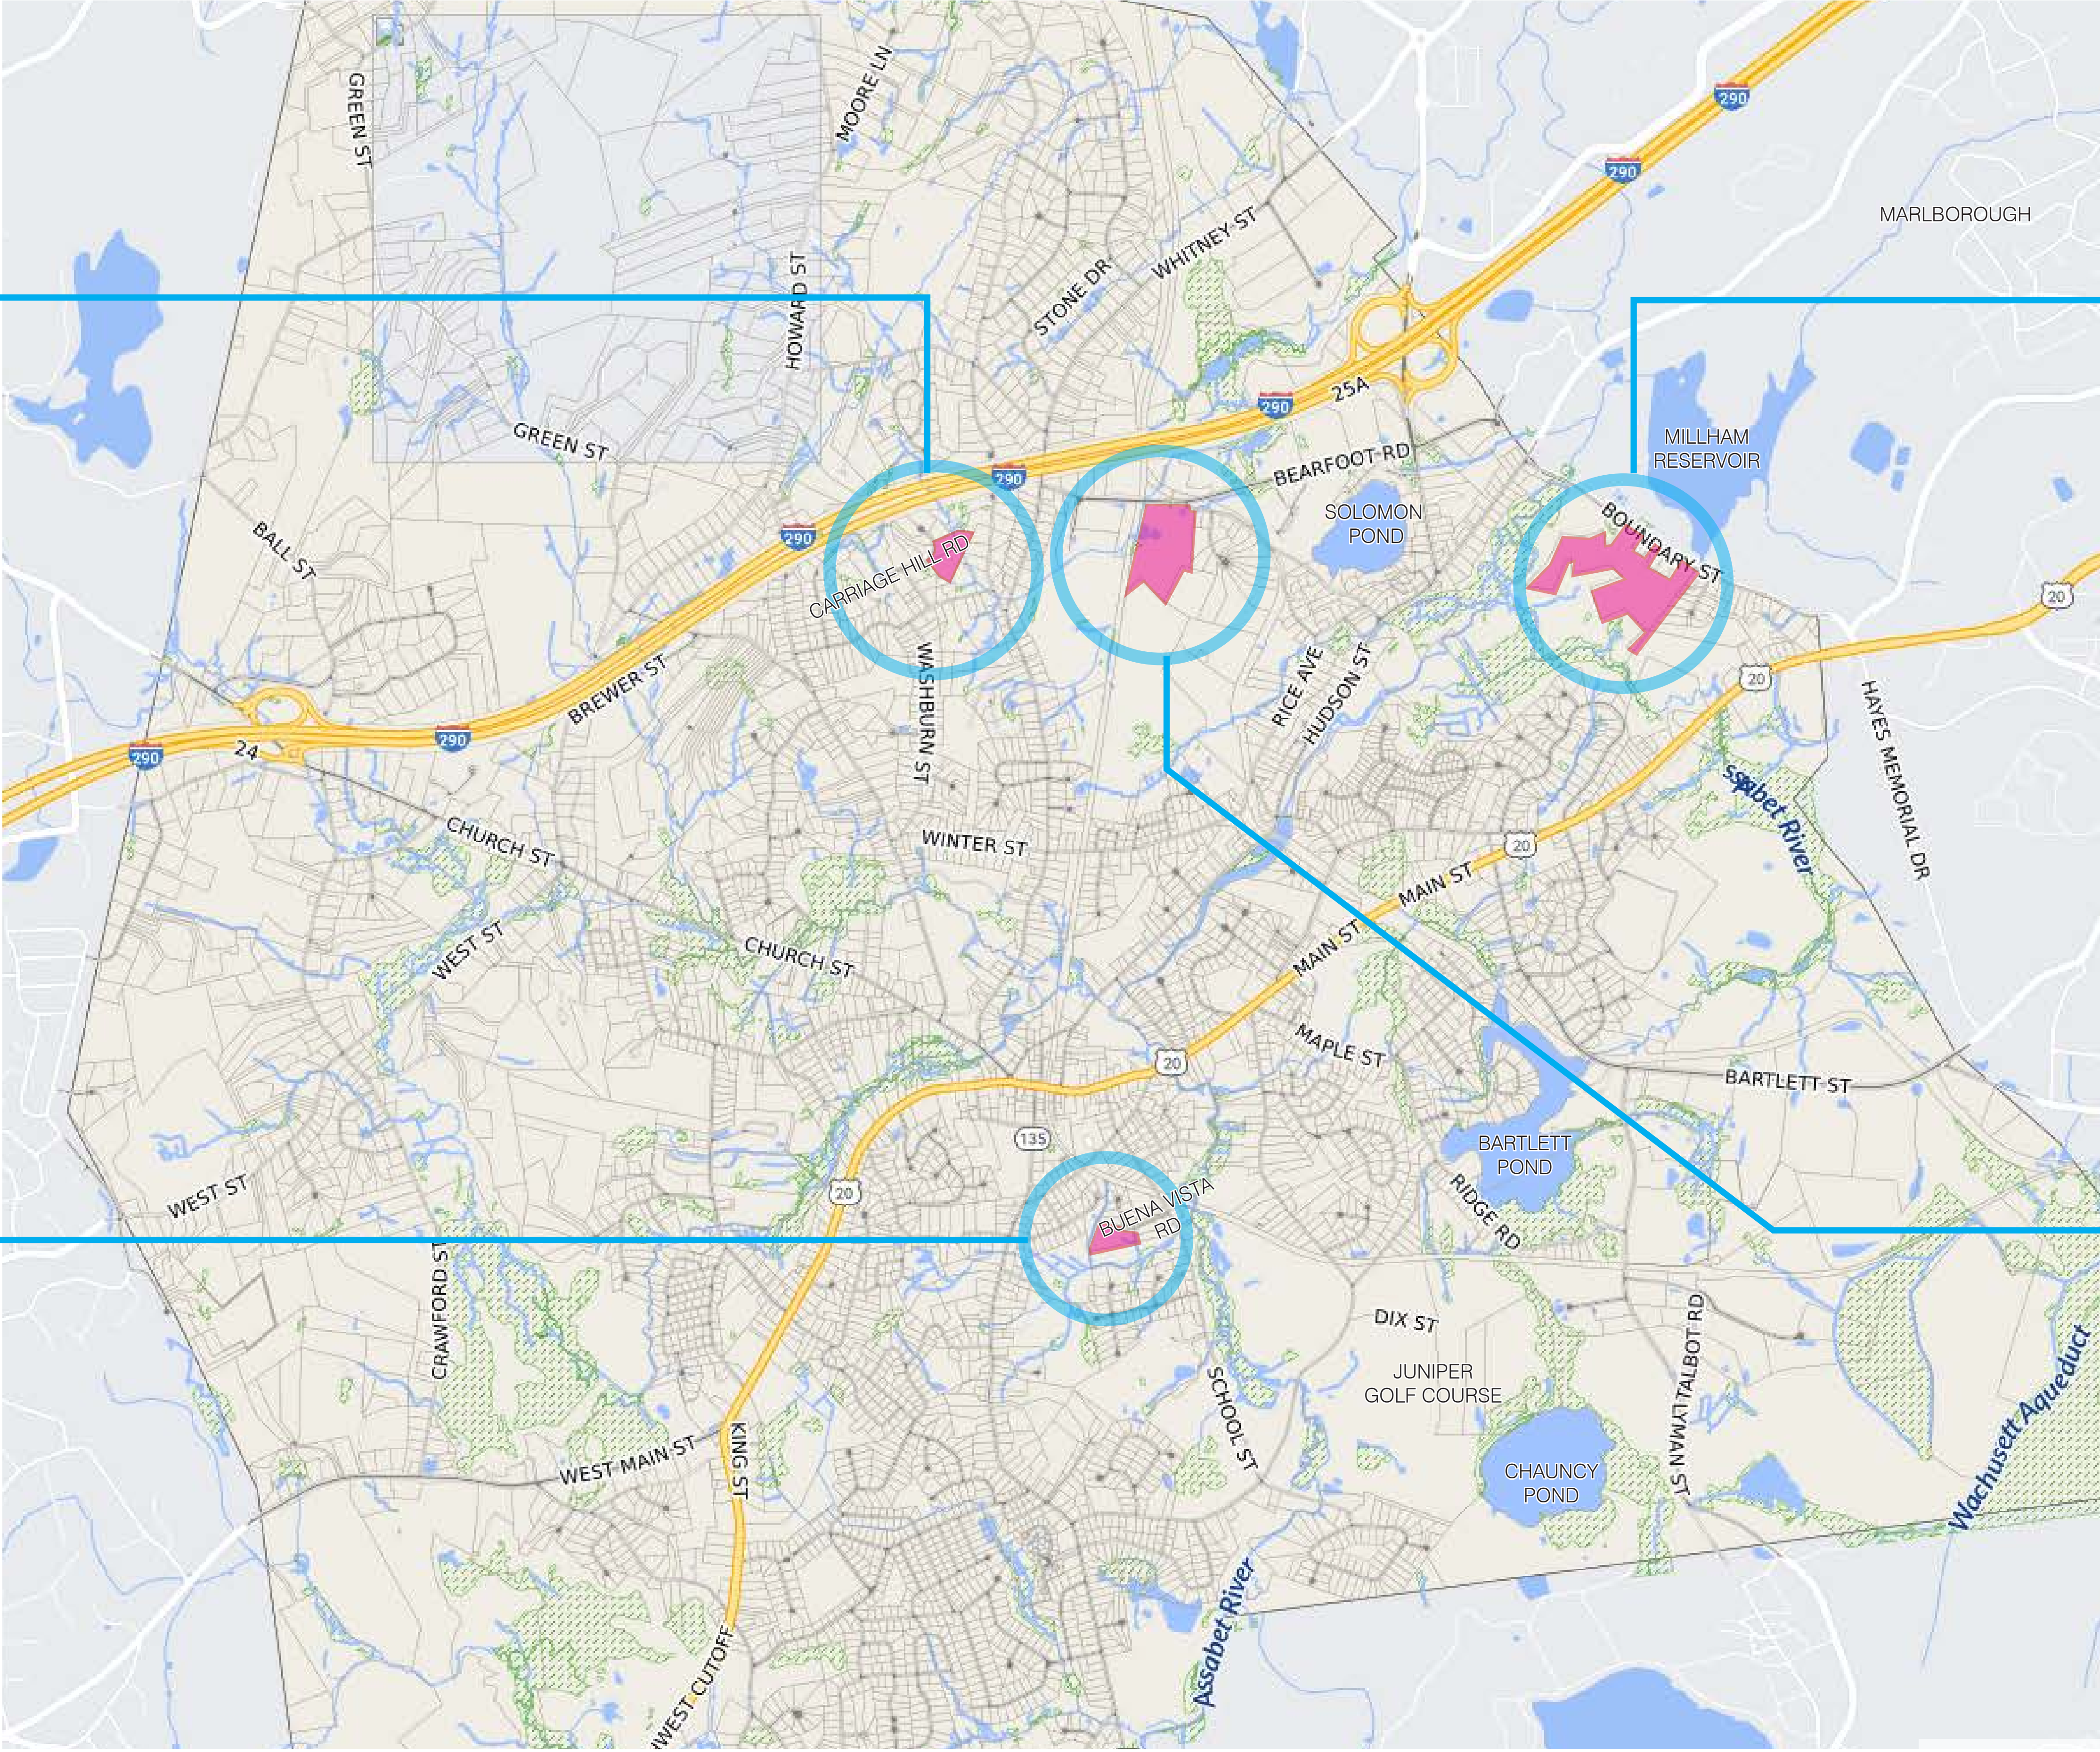 GREEN ST
MOORE LN
290
290
MARLBOROUGH
WHITNEY ST
HOWARD ST
STONE DR
25A
290
GREEN ST
MILLHAM
RESERVOIR
BEARFOOT RD
290
SOLOMON
POND
BOUNDARY ST
BALL ST
290
CARRIAGE HILL RD
20
WASHBURN ST
RICE AVE
HUDSON ST
BREWER ST
20
HAYES MEMORIAL DR
290
24
290
Assabet River
CHURCH ST
WINTER ST
20
MAIN ST
WEST ST
CHURCH ST
MAIN ST
MAPLE ST
20
BARTLETT ST
135
BARTLETT
POND
WEST ST
20
BUENA VISTA
RD
RIDGE RD
CRAWFORD ST
DIX ST
LYMAN ST/TALBOT RD
JUNIPER
GOLF COURSE
SCHOOL ST
Wachusett Aqueduct
WEST MAIN ST
KING ST
CHAUNCY
POND
Assabet River
HWEST CUTOFF